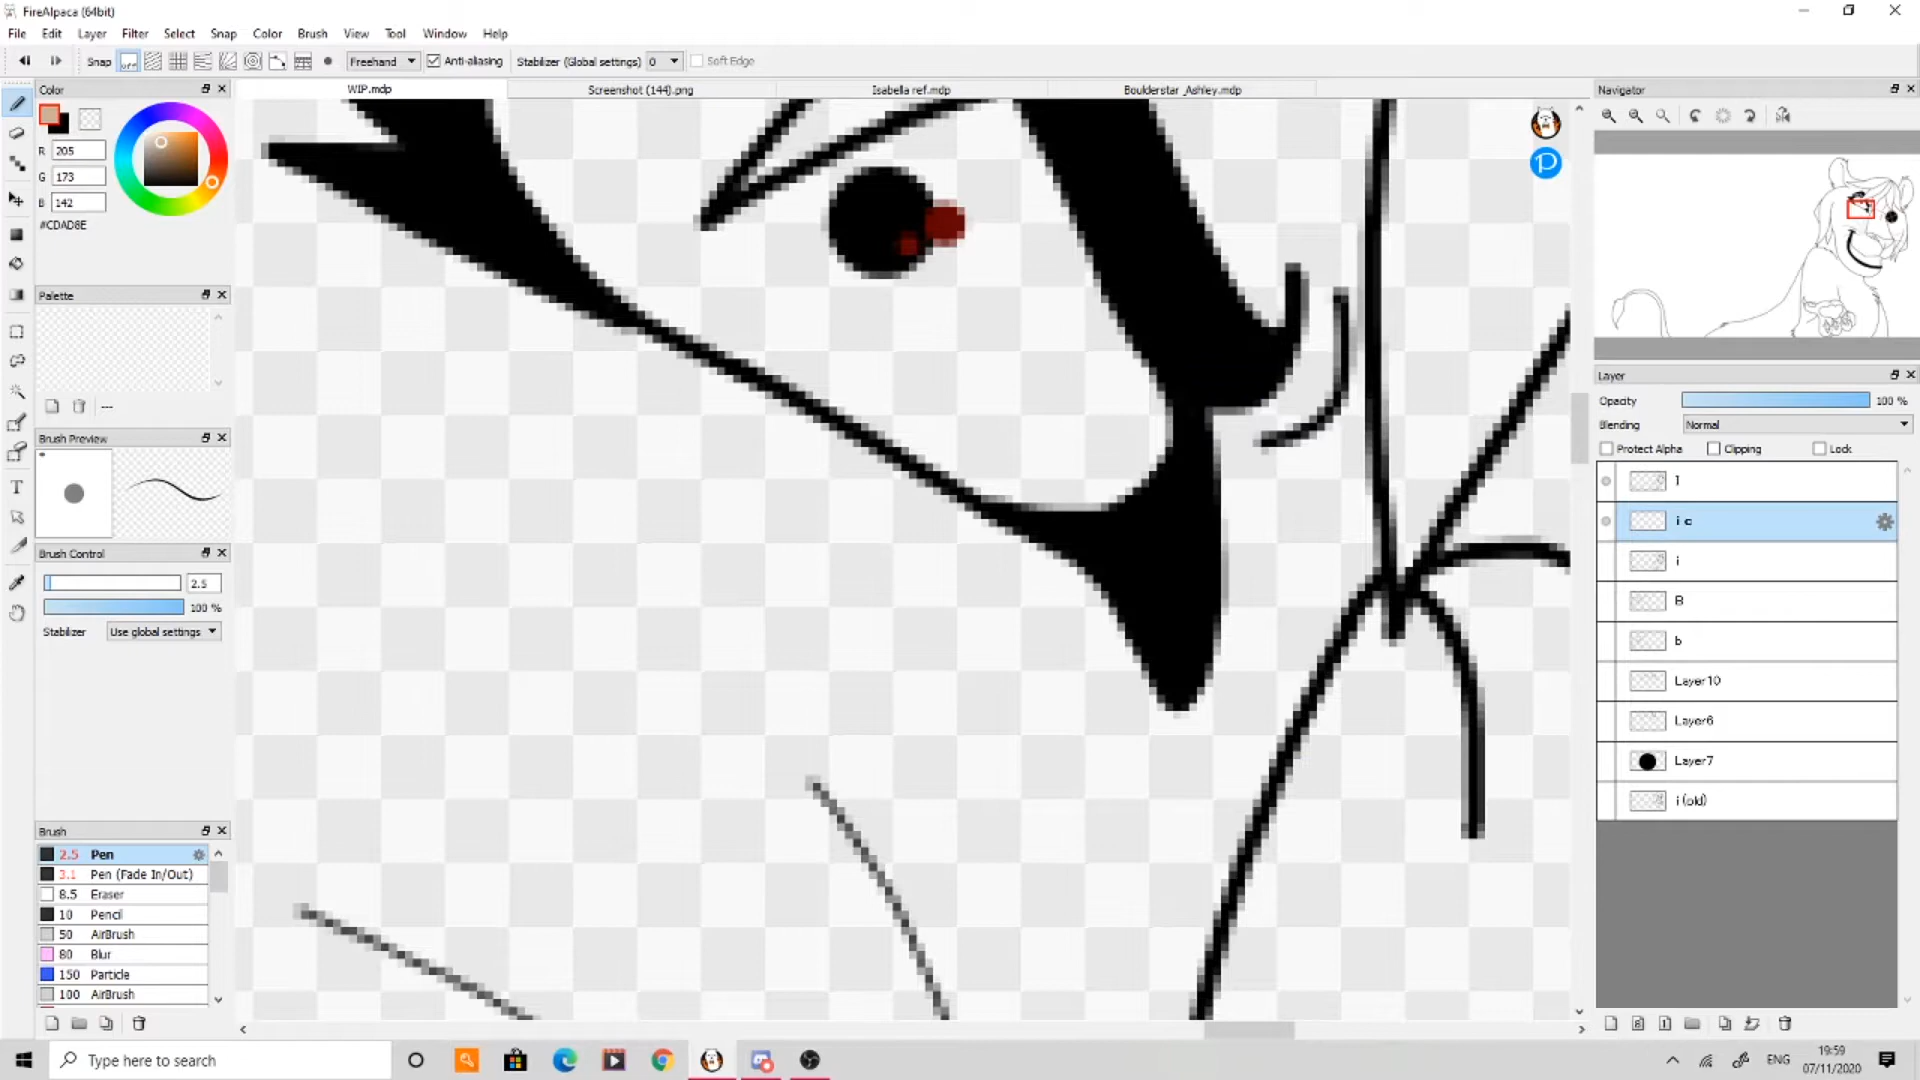 FireAlpaca (64bit)
File Edit Layer Filter Select Snap Color Brush View Tool Window Help
Snap OFF Freehand Anti-aliasing Stabilizer (Global settings) 0 Soft Edge
Color
WIP.mdp Screenshot (144).png Isabella ref.mdp Boulderstar_Ashley.mdp
Navigator
R 205
G 173
B 142
#CDAD8E
Palette
---
Brush Preview
Brush Control
2.5
100 %
Stabilizer Use global settings
Brush
2.5 Pen
3.1 Pen (Fade In/Out)
8.5 Eraser
10 Pencil
50 AirBrush
80 Blur
150 Particle
100 AirBrush
Layer
Opacity 100 %
Blending Normal
Protect Alpha Clipping Lock
I
i c
i
B
b
Layer10
Layer6
Layer7
i (old)
Type here to search
ENG
19:59
07/11/2020